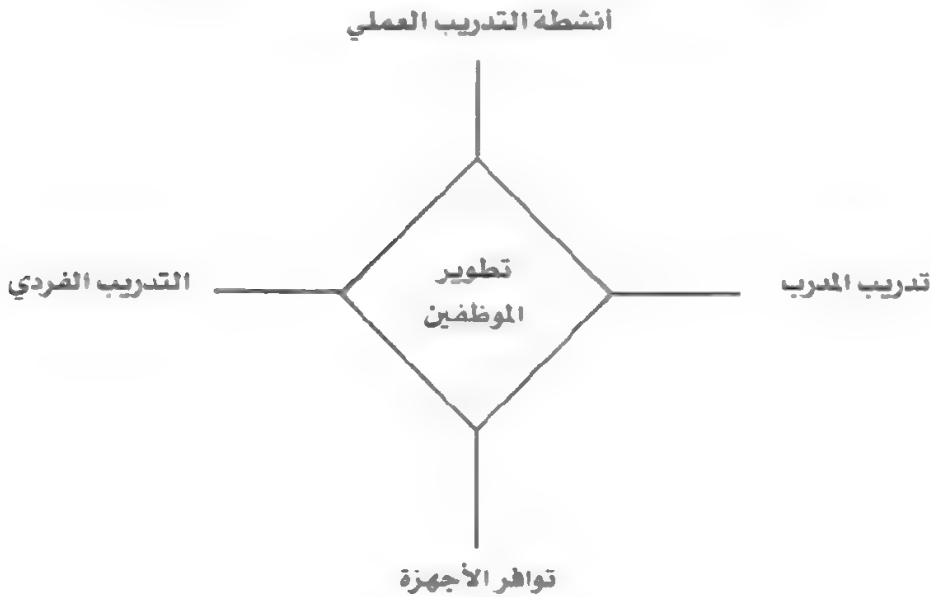 أنشطة التدريب العملي
تدريب المدرب
تطوير
الموظفين
التدريب الفردي
توافر الأجهزة